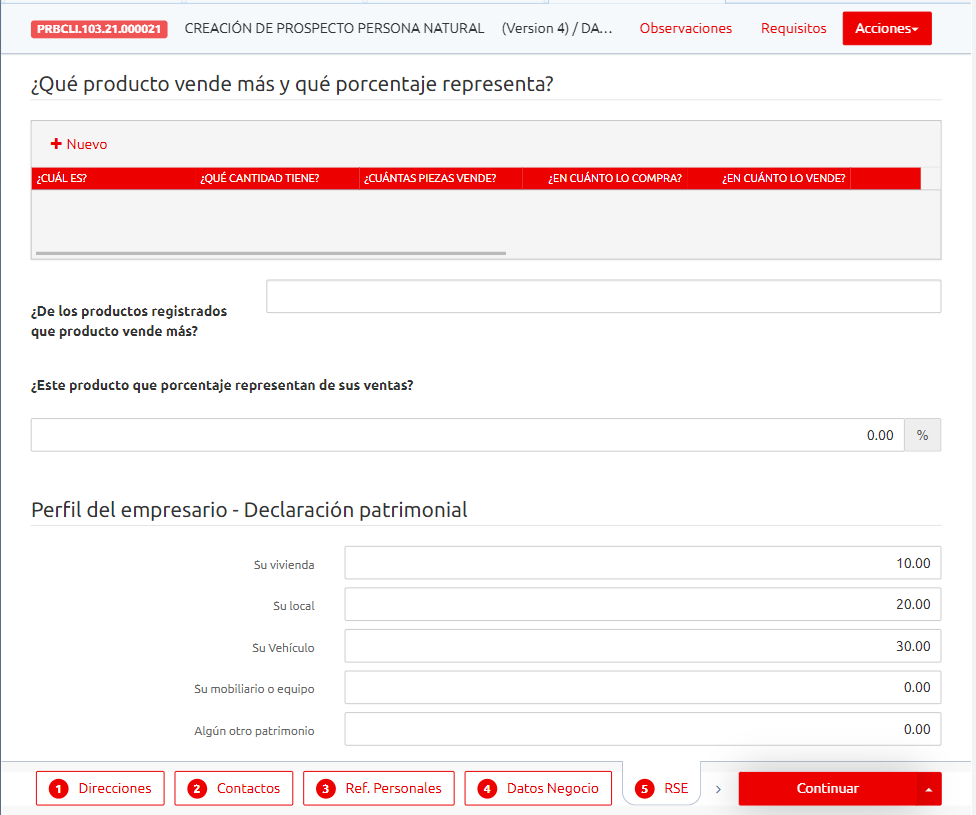 PRBCLI.103.21.000021 CREACIÓN DE PROSPECTO PERSONA NATURAL (Version 4) / DA... Observaciones Requisitos Acciones
¿Qué producto vende más y qué porcentaje representa?
+ Nuevo
¿CUÁL ES? ¿QUÉ CANTIDAD TIENE? ¿CUÁNTAS PIEZAS VENDE? ¿EN CUÁNTO LO COMPRA? ¿EN CUÁNTO LO VENDE?
¿De los productos registrados
que producto vende más?
¿Este producto que porcentaje representan de sus ventas?
0.00 %
Perfil del empresario - Declaración patrimonial
Su vivienda 10.00
Su local 20.00
Su Vehículo 30.00
Su mobiliario o equipo 0.00
Algún otro patrimonio 0.00
1 Direcciones 2 Contactos 3 Ref. Personales 4 Datos Negocio 5 RSE › Continuar